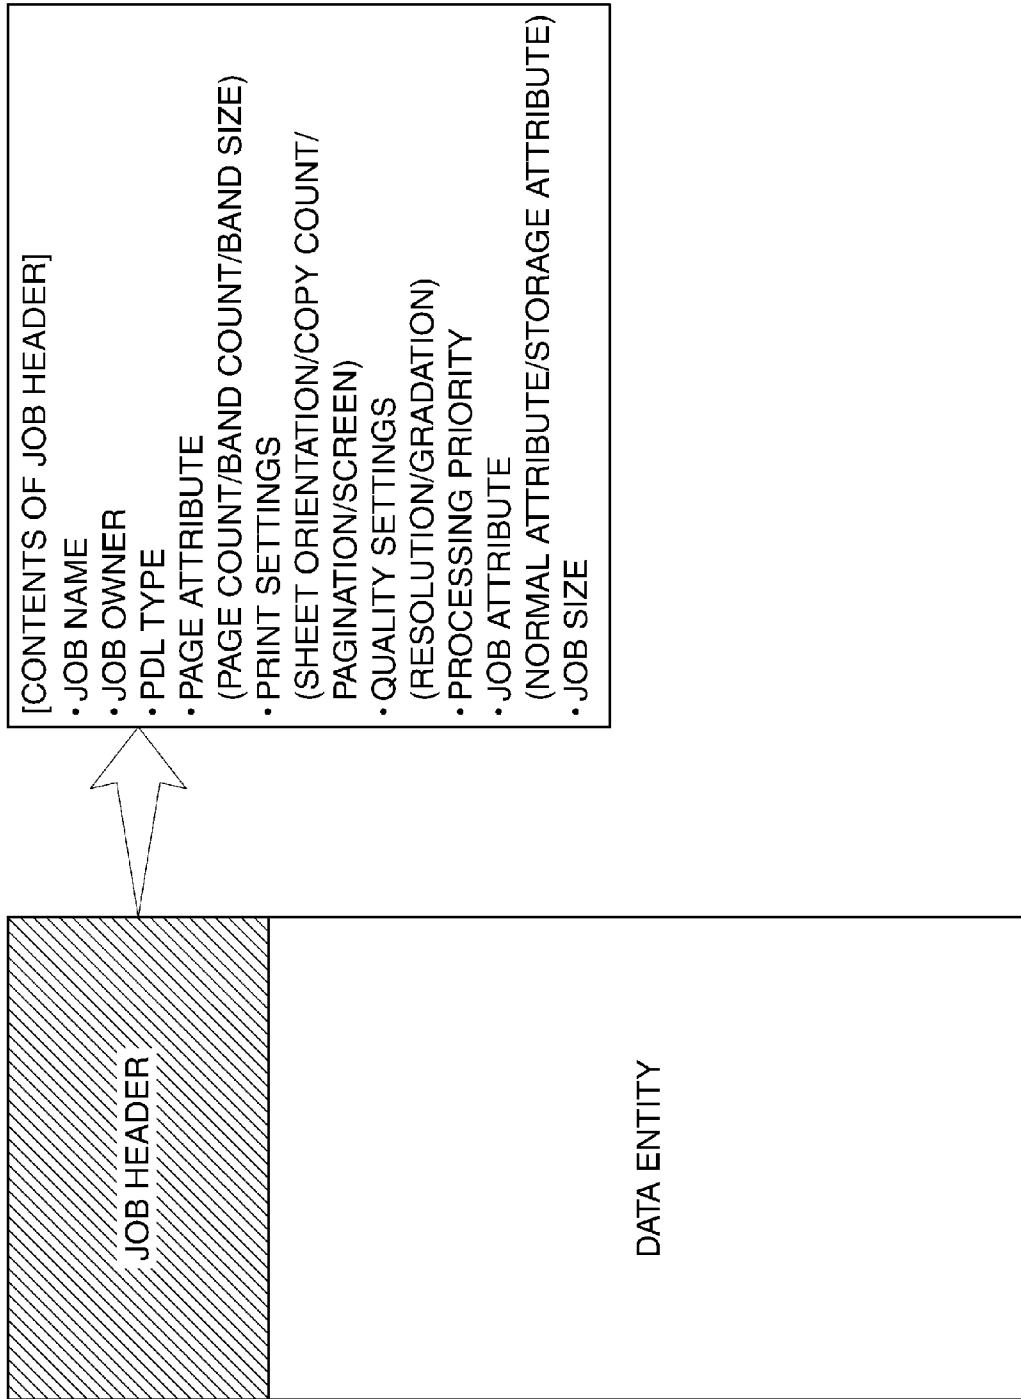 JOB HEADER
DATA ENTITY
[CONTENTS OF JOB HEADER]
• JOB NAME
• JOB OWNER
• PDL TYPE
• PAGE ATTRIBUTE
(PAGE COUNT/BAND COUNT/BAND SIZE)
• PRINT SETTINGS
(SHEET ORIENTATION/COPY COUNT/
PAGINATION/SCREEN)
• QUALITY SETTINGS
(RESOLUTION/GRADATION)
• PROCESSING PRIORITY
• JOB ATTRIBUTE
(NORMAL ATTRIBUTE/STORAGE ATTRIBUTE)
• JOB SIZE